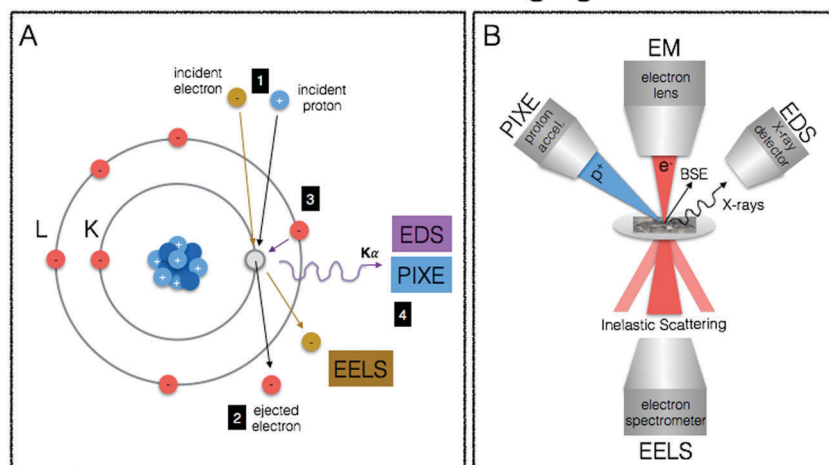 A
incident
electron
1
incident
proton
-
+
-
-
3
L
K
-
-
-
+
+
+
+
+
+
Kα
EDS
PIXE
4
-
EELS
-
2
ejected
electron
-
B
EM
electron
lens
PIXE
proton
accel.
EDS
X-ray
detector
p+
e-
BSE
X-rays
Inelastic Scattering
electron
spectrometer
EELS